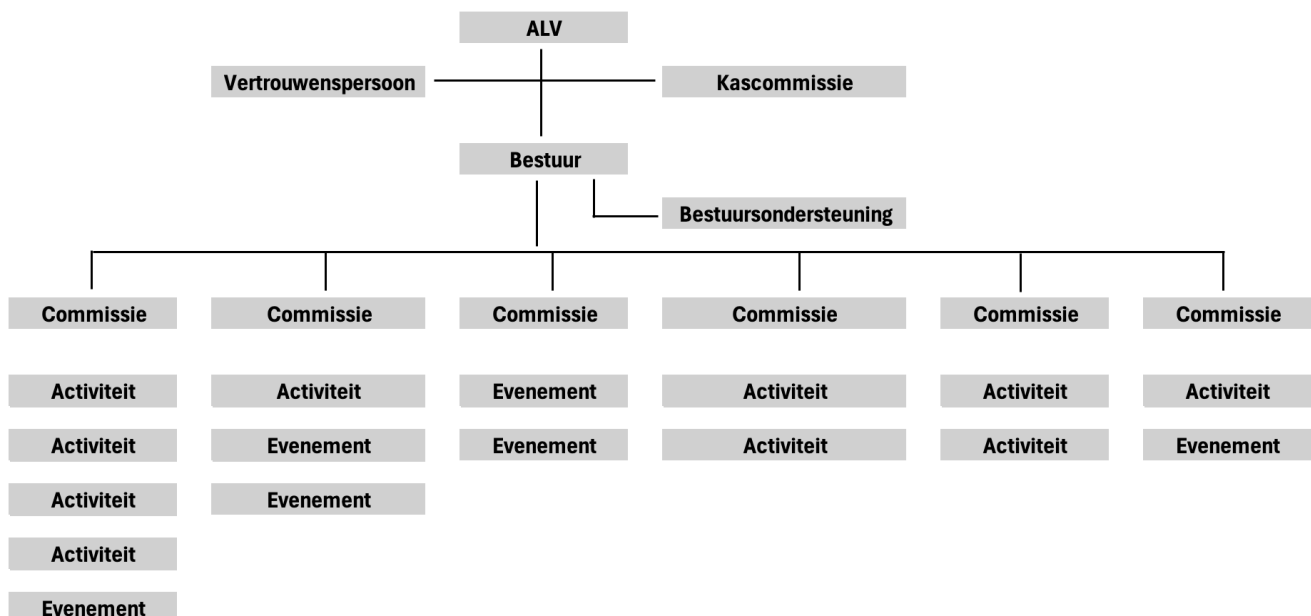 ALV
Vertrouwenspersoon
Kascommissie
Bestuur
Bestuursondersteuning
Commissie
Commissie
Commissie
Commissie
Commissie
Commissie
Activiteit
Activiteit
Evenement
Activiteit
Activiteit
Activiteit
Activiteit
Evenement
Evenement
Activiteit
Activiteit
Evenement
Activiteit
Evenement
Activiteit
Evenement